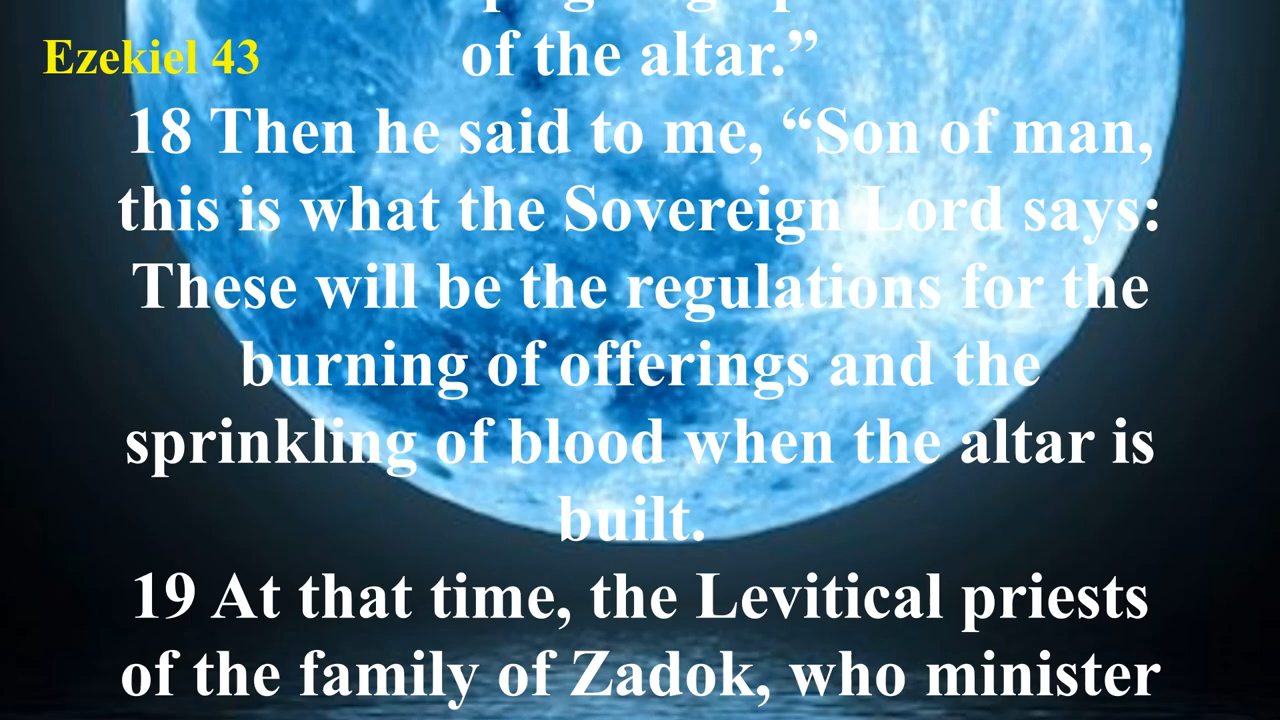 Ezekiel 43
of the altar.”
18 Then he said to me, “Son of man,
this is what the Sovereign Lord says:
These will be the regulations for the
burning of offerings and the
sprinkling of blood when the altar is
built.
19 At that time, the Levitical priests
of the family of Zadok, who minister